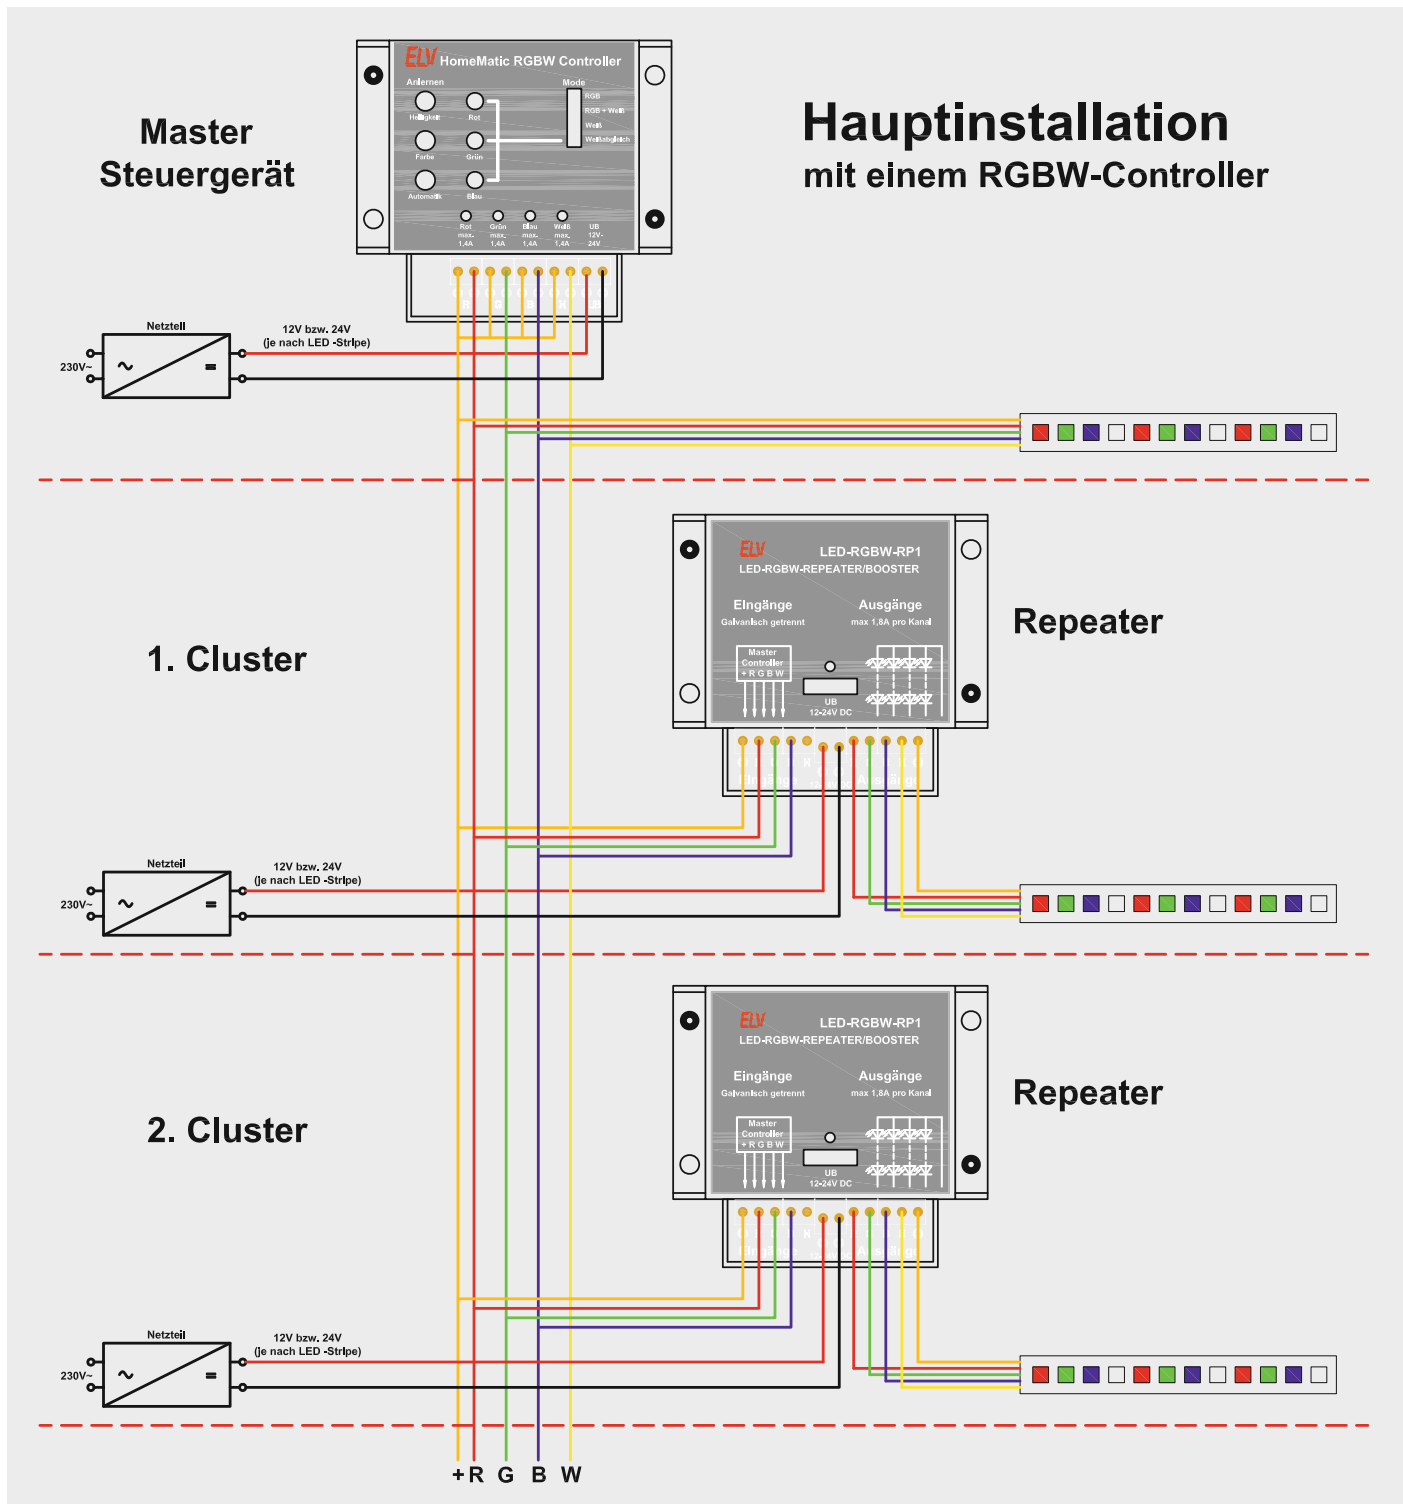 ELV HomeMatic RGBW Controller
Anlernen
Mode
Helligkeit
Rot
RGB
RGB + Weiß
Weiß
Weißabgleich
Farbe
Grün
Automatik
Blau
Rot
max.
1,4A
Grün
max.
1,4A
Blau
max.
1,4A
Weiß
max.
1,4A
UB
12V-
24V
R
G
B
W
UB
Master
Steuergerät
Hauptinstallation
mit einem RGBW-Controller
Netzteil
230V~
12V bzw. 24V
(je nach LED -Stripe)
ELV
LED-RGBW-RP1
LED-RGBW-REPEATER/BOOSTER
Eingänge
Galvanisch getrennt
Ausgänge
max 1,8A pro Kanal
Master
Controller
+ R G B W
UB
12-24V DC
Eingänge
Ausgänge
Repeater
1. Cluster
Netzteil
230V~
12V bzw. 24V
(je nach LED -Stripe)
ELV
LED-RGBW-RP1
LED-RGBW-REPEATER/BOOSTER
Eingänge
Galvanisch getrennt
Ausgänge
max 1,8A pro Kanal
Master
Controller
+ R G B W
UB
12-24V DC
Eingänge
Ausgänge
Repeater
2. Cluster
Netzteil
230V~
12V bzw. 24V
(je nach LED -Stripe)
+ R G B W